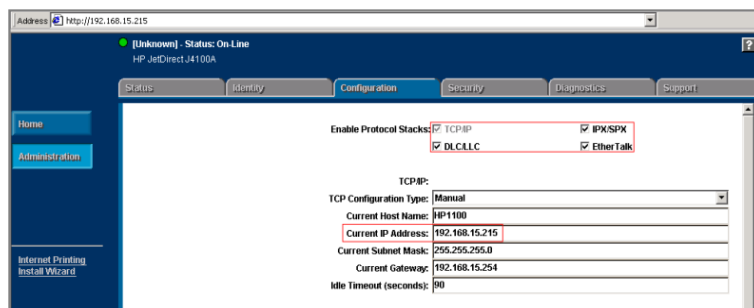 Address http://192.168.15.215
[Unknown] - Status: On-Line
?
HP JetDirect J4100A
Status Identity Configuration Security Diagnostics Support
Home
Administration
Enable Protocol Stacks: TCP/IP IPX/SPX
DLC/LLC EtherTalk
TCP/IP:
TCP Configuration Type: Manual
Current Host Name: HP1100
Current IP Address: 192.168.15.215
Current Subnet Mask: 255.255.255.0
Current Gateway: 192.168.15.254
Idle Timeout (seconds): 90
Internet Printing
Install Wizard